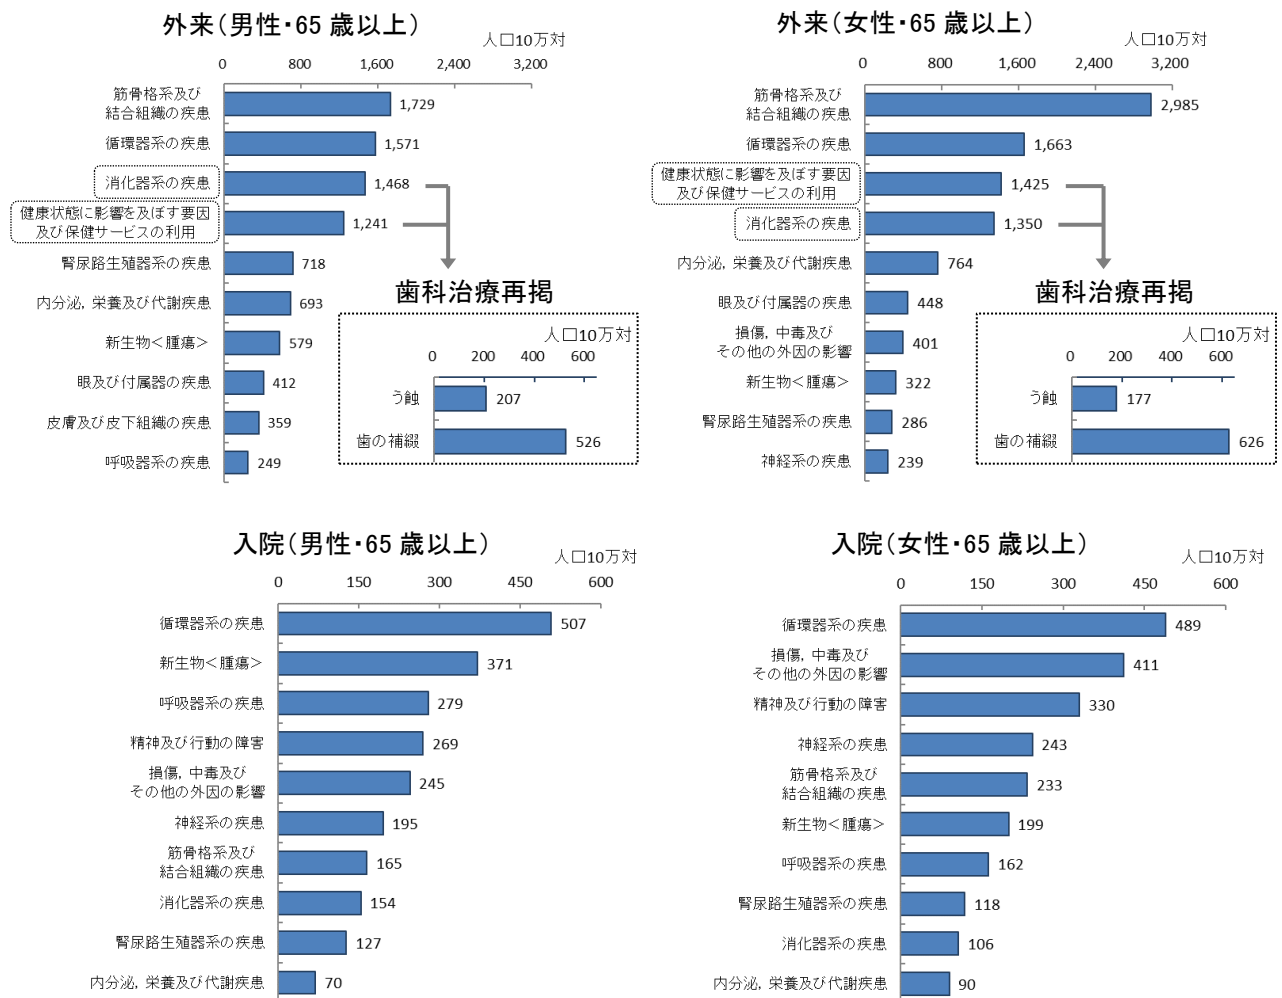 外来（男性・65 歳以上）
人口10万対
0 800 1,600 2,400 3,200
筋骨格系及び
結合組織の疾患
1,729
循環器系の疾患
1,571
消化器系の疾患
1,468
健康状態に影響を及ぼす要因
及び保健サービスの利用
1,241
腎尿路生殖器系の疾患
718
内分泌，栄養及び代謝疾患
693
新生物＜腫瘍＞
579
眼及び付属器の疾患
412
皮膚及び皮下組織の疾患
359
呼吸器系の疾患
249
歯科治療再掲
人口10万対
0 200 400 600
う蝕
207
歯の補綴
526
外来（女性・65 歳以上）
人口10万対
0 800 1,600 2,400 3,200
筋骨格系及び
結合組織の疾患
2,985
循環器系の疾患
1,663
健康状態に影響を及ぼす要因
及び保健サービスの利用
1,425
消化器系の疾患
1,350
内分泌，栄養及び代謝疾患
764
眼及び付属器の疾患
448
損傷，中毒及び
その他の外因の影響
401
新生物＜腫瘍＞
322
腎尿路生殖器系の疾患
286
神経系の疾患
239
歯科治療再掲
人口10万対
0 200 400 600
う蝕
177
歯の補綴
626
入院（男性・65 歳以上）
人口10万対
0 150 300 450 600
循環器系の疾患
507
新生物＜腫瘍＞
371
呼吸器系の疾患
279
精神及び行動の障害
269
損傷，中毒及び
その他の外因の影響
245
神経系の疾患
195
筋骨格系及び
結合組織の疾患
165
消化器系の疾患
154
腎尿路生殖器系の疾患
127
内分泌，栄養及び代謝疾患
70
入院（女性・65 歳以上）
人口10万対
0 150 300 450 600
循環器系の疾患
489
損傷，中毒及び
その他の外因の影響
411
精神及び行動の障害
330
神経系の疾患
243
筋骨格系及び
結合組織の疾患
233
新生物＜腫瘍＞
199
呼吸器系の疾患
162
腎尿路生殖器系の疾患
118
消化器系の疾患
106
内分泌，栄養及び代謝疾患
90